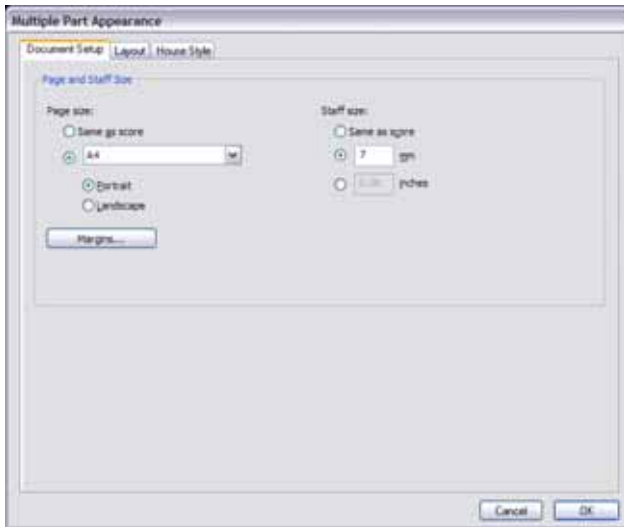 Multiple Part Appearance
Document Setup Layout House Style
Page and Staff Size
Page size:
Same as score
A4
Portrait
Landscape
Margins...
Staff size:
Same as score
7 mm
inches
Cancel OK